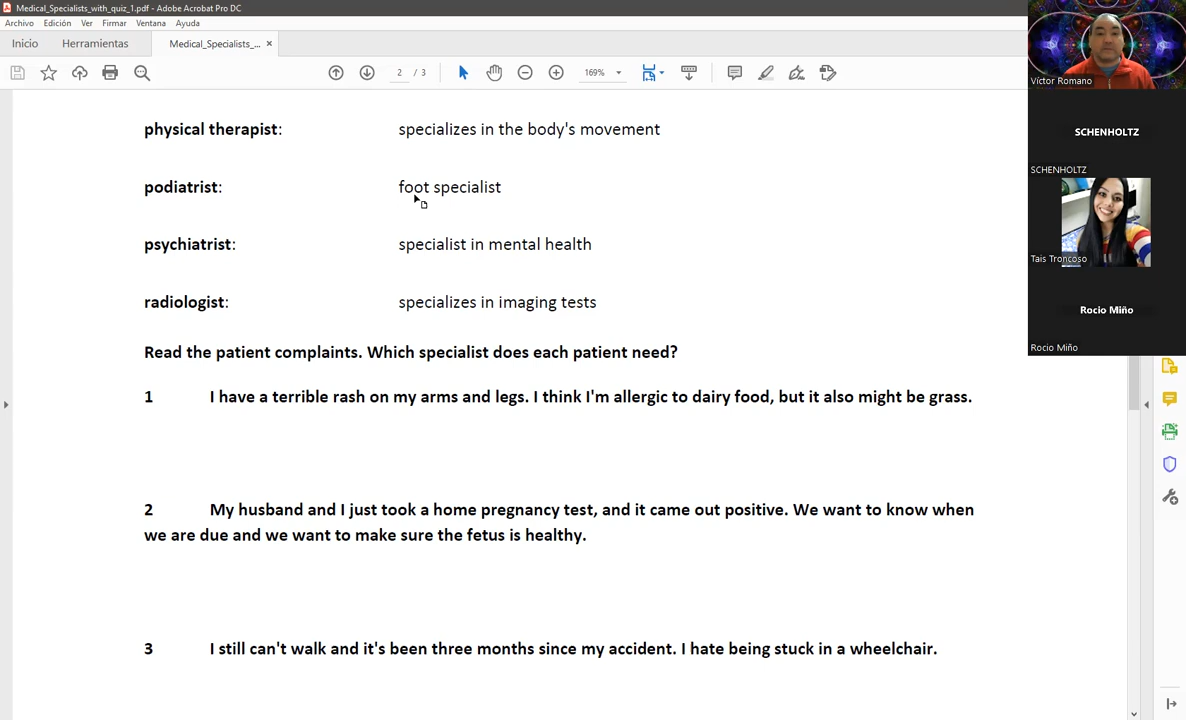 Medical_Specialists_with_quiz_1.pdf - Adobe Acrobat Pro DC
Archivo Edición Ver Firmar Ventana Ayuda
Inicio Herramientas Medical_Specialists_... ×
2 / 3 169%
physical therapist: specializes in the body's movement
podiatrist: foot specialist
psychiatrist: specialist in mental health
radiologist: specializes in imaging tests
Read the patient complaints. Which specialist does each patient need?
1 I have a terrible rash on my arms and legs. I think I'm allergic to dairy food, but it also might be grass.
2 My husband and I just took a home pregnancy test, and it came out positive. We want to know when
we are due and we want to make sure the fetus is healthy.
3 I still can't walk and it's been three months since my accident. I hate being stuck in a wheelchair.
Víctor Romano
SCHENHOLTZ
SCHENHOLTZ
Tais Troncoso
Rocio Miño
Rocio Miño